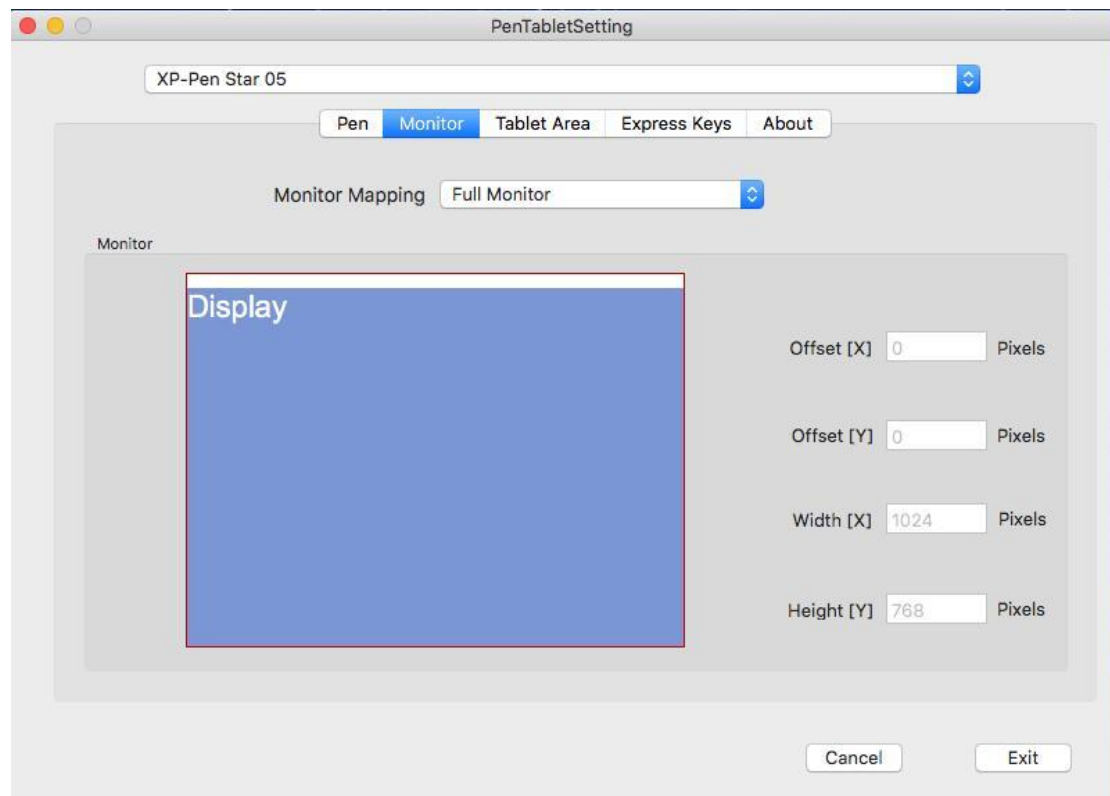 PenTabletSetting
XP-Pen Star 05
Pen Monitor Tablet Area Express Keys About
Monitor Mapping Full Monitor
Monitor
Display
Offset [X] 0 Pixels
Offset [Y] 0 Pixels
Width [X] 1024 Pixels
Height [Y] 768 Pixels
Cancel Exit